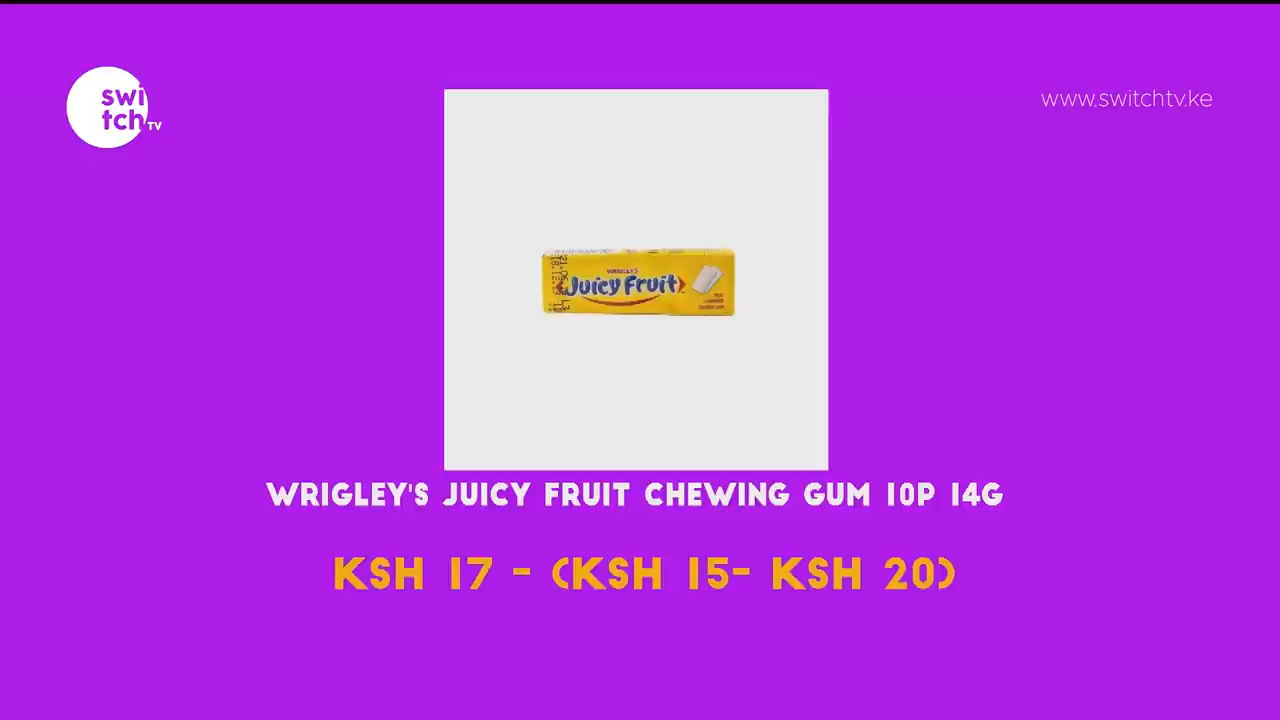 swi
tch TV
www.switchtv.ke
WRIGLEY'S
Juicy Fruit
WRIGLEY'S JUICY FRUIT CHEWING GUM 10P 14G
KSH 17 - (KSH 15- KSH 20)